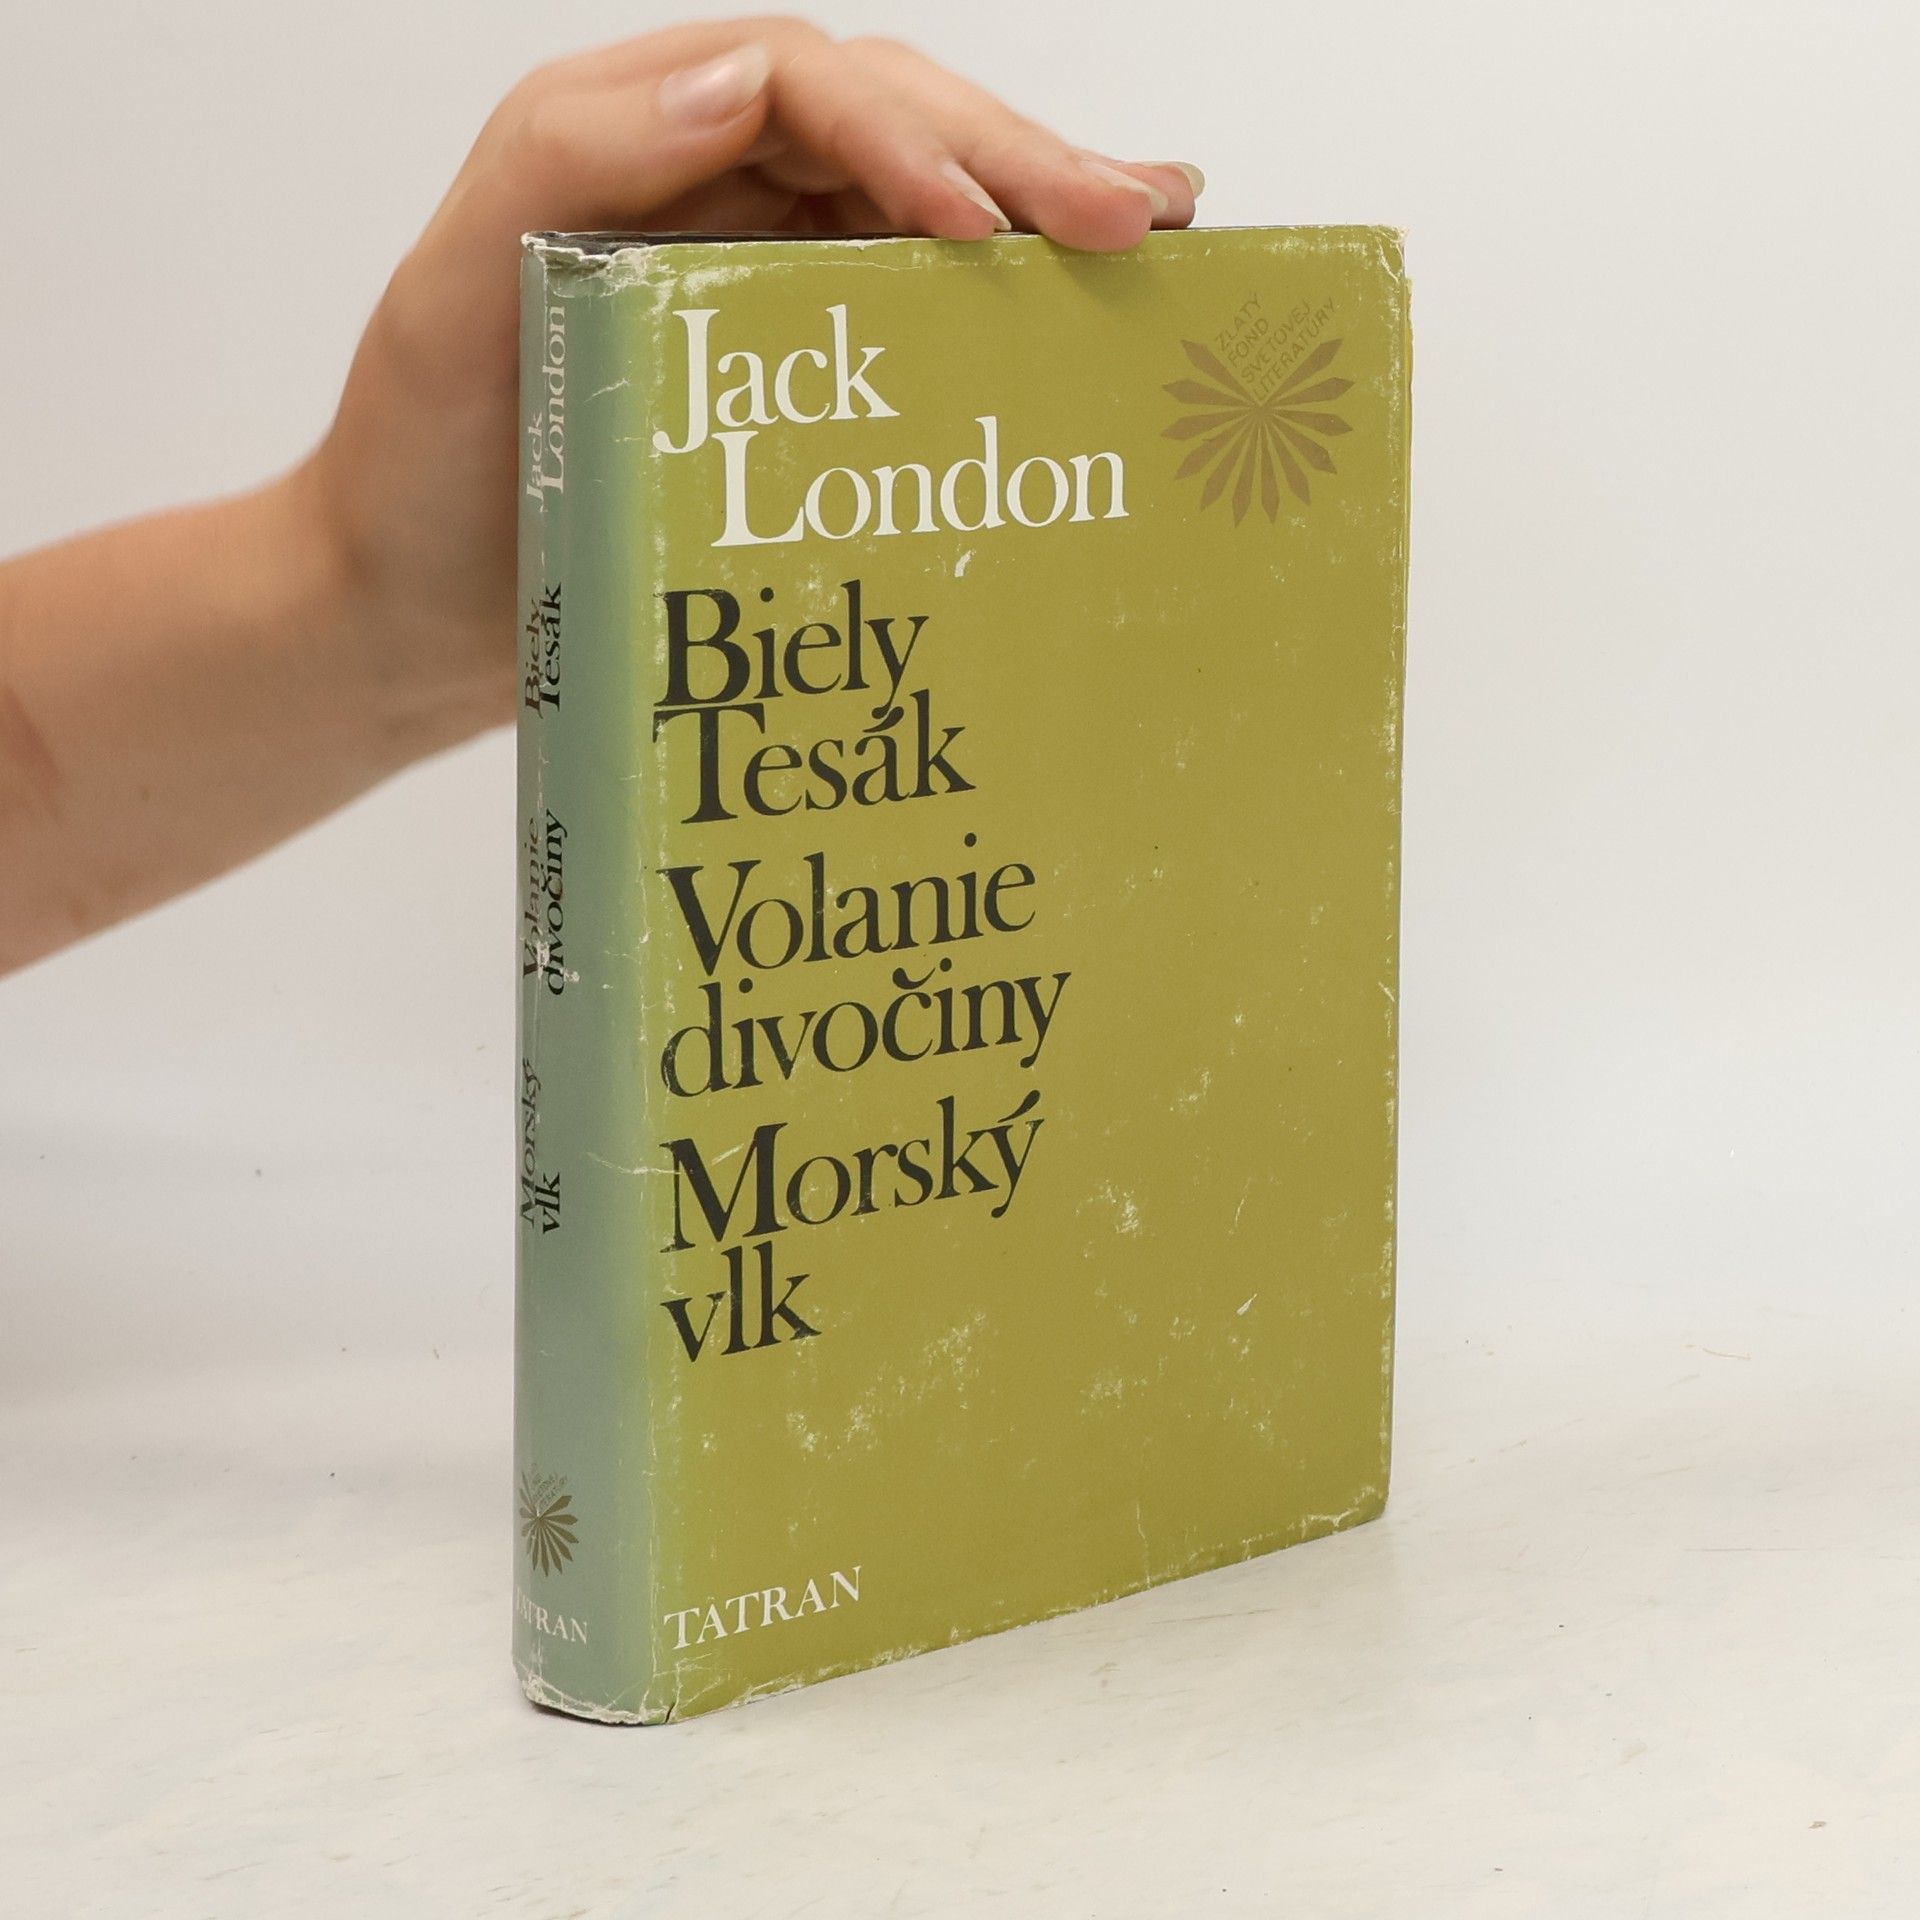 Jack
London
Biely
Tesák
Volanie
divočiny
Morský
vlk
TATRAN
ZLATÝ
FOND
SVETOVEJ
LITERATÚRY
Jack
London
Biely
Tesák
Volanie
divočiny
Morský
vlk
TATRAN